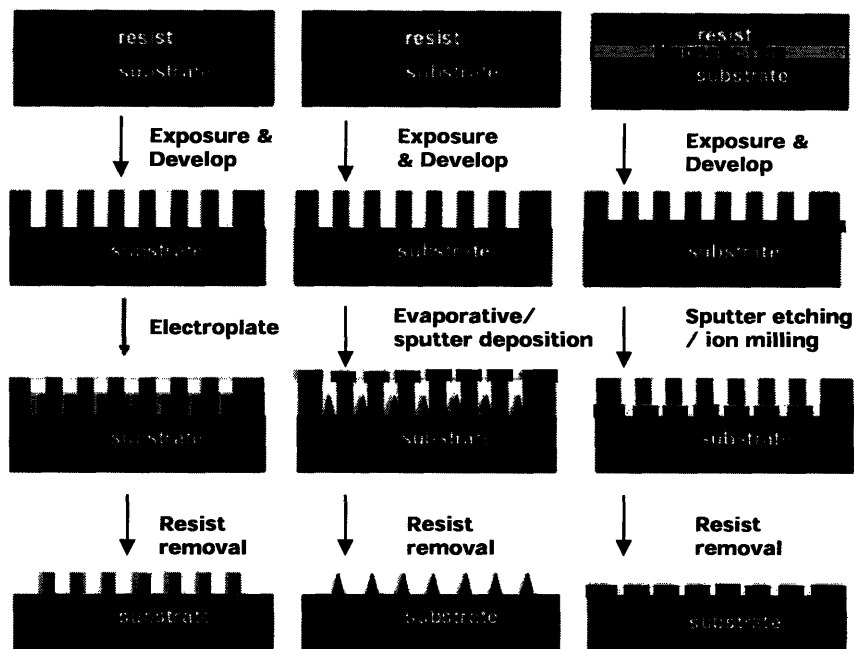 resist
substrate
resist
substrate
resist
substrate
Exposure &
Develop
Exposure
& Develop
Exposure &
Develop
substrate
substrate
substrate
Electroplate
Evaporative/
sputter deposition
Sputter etching
/ ion milling
substrate
substrate
substrate
Resist
removal
Resist
removal
Resist
removal
substrate
substrate
substrate